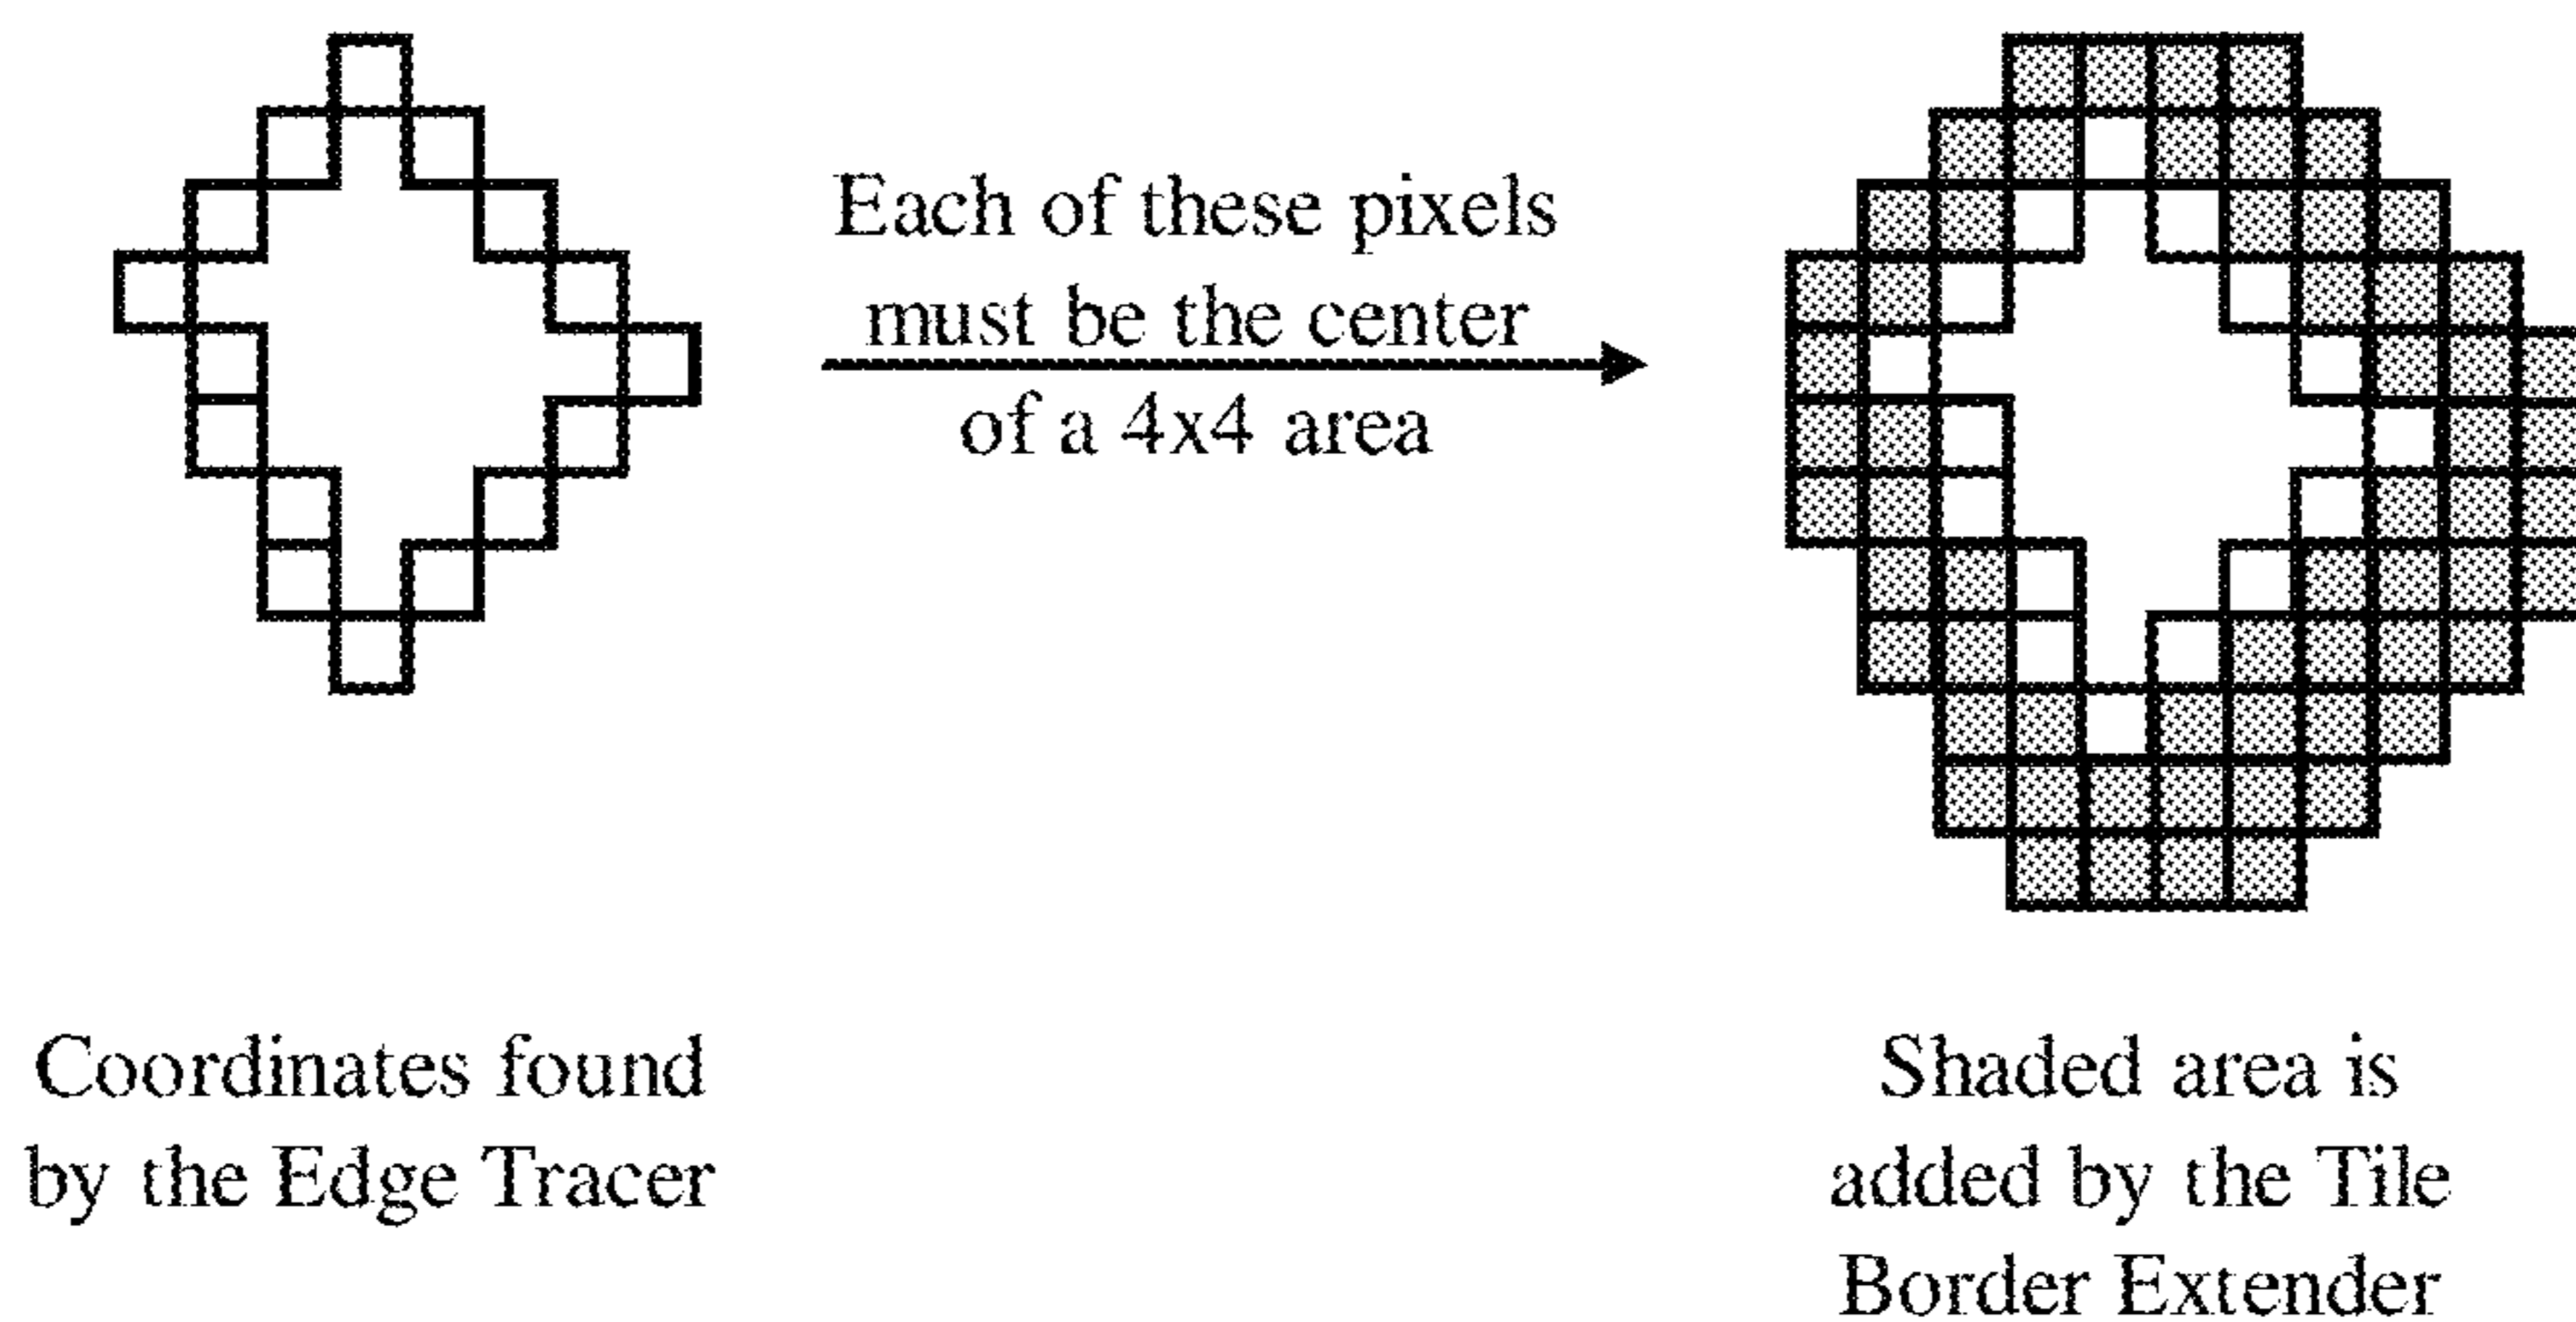 Each of these pixels
must be the center
of a 4x4 area
Coordinates found
by the Edge Tracer
Shaded area is
added by the Tile
Border Extender